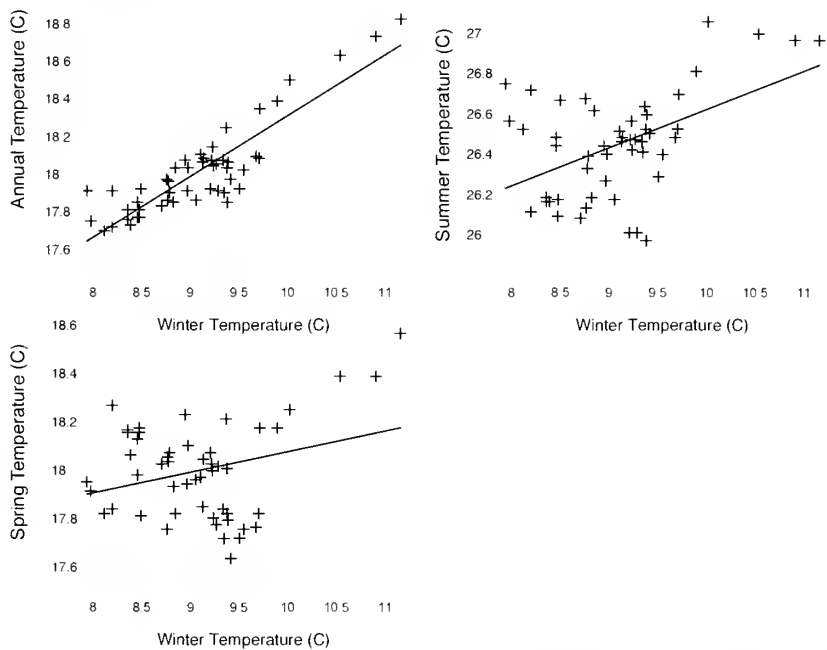 Annual Temperature (C)
18 8
18 6
18 4
18 2
18
17.8
17 6
8 8 5 9 9 5 10 10 5 11
Winter Temperature (C)
Summer Temperature (C)
27
26.8
26.6
26.4
26.2
26
8 8 5 9 9 5 10 10 5 11
Winter Temperature (C)
Spring Temperature (C)
18.6
18.4
18.2
18
17.8
17.6
8 8.5 9 9 5 10 10 5 11
Winter Temperature (C)